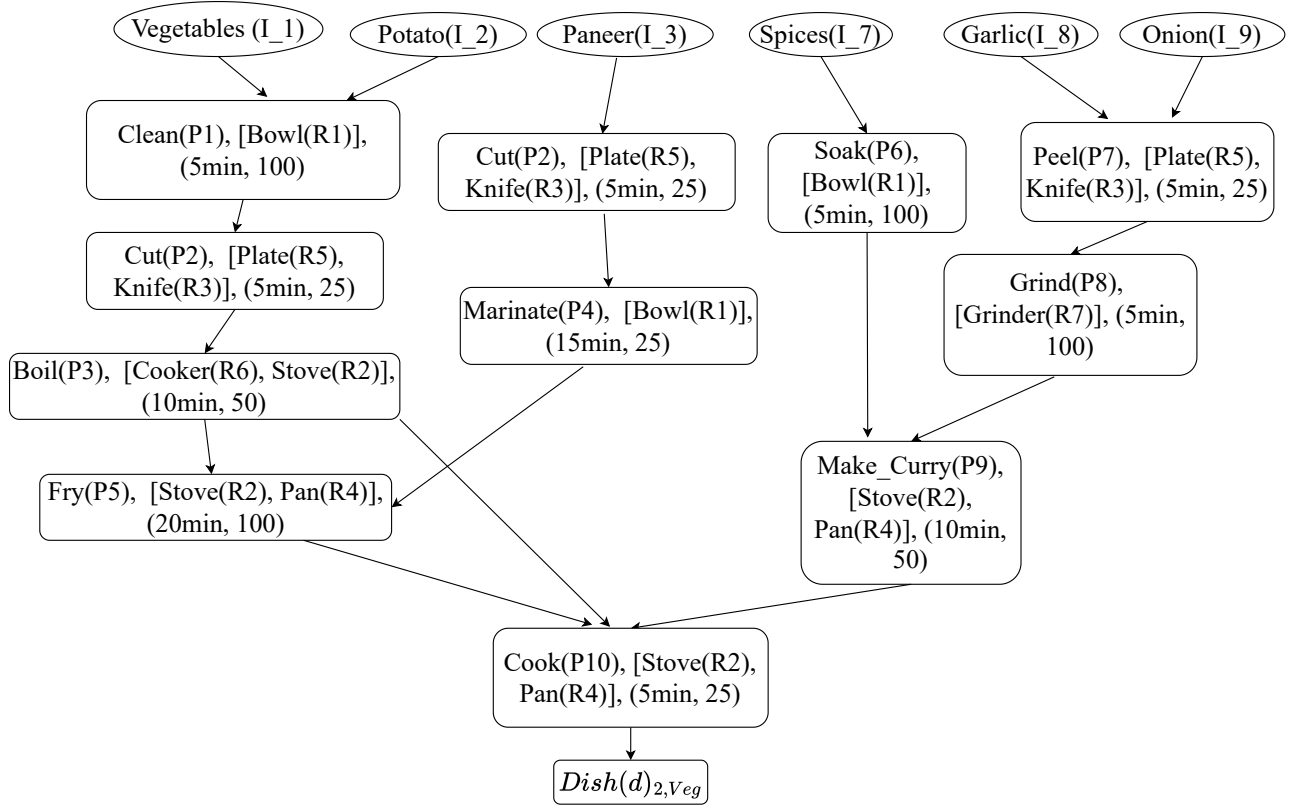 Vegetables (I_1)
Potato(I_2)
Paneer(I_3)
Spices(I_7)
Garlic(I_8)
Onion(I_9)
Clean(P1), [Bowl(R1)],
(5min, 100)
Cut(P2), [Plate(R5),
Knife(R3)], (5min, 25)
Soak(P6),
[Bowl(R1)],
(5min, 100)
Peel(P7), [Plate(R5),
Knife(R3)], (5min, 25)
Cut(P2), [Plate(R5),
Knife(R3)], (5min, 25)
Marinate(P4), [Bowl(R1)],
(15min, 25)
Grind(P8),
[Grinder(R7)], (5min,
100)
Boil(P3), [Cooker(R6), Stove(R2)],
(10min, 50)
Fry(P5), [Stove(R2), Pan(R4)],
(20min, 100)
Make_Curry(P9),
[Stove(R2),
Pan(R4)], (10min,
50)
Cook(P10), [Stove(R2),
Pan(R4)], (5min, 25)
Dish(d)2,Veg